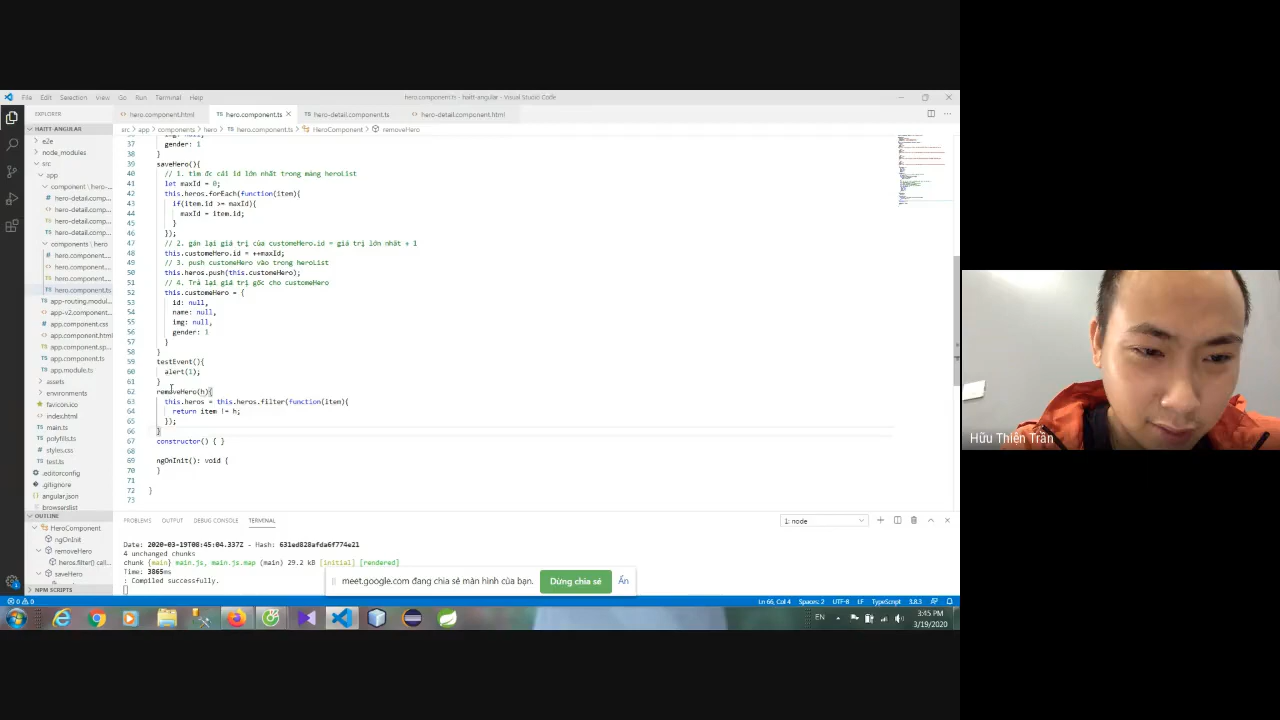 File Edit Selection View Go Run Terminal Help
hero.component.ts - haitt-angular - Visual Studio Code
EXPLORER
hero.component.html
hero.component.ts
hero-detail.component.ts
hero-detail.component.html
src > app > components > hero > hero.component.ts > HeroComponent > removeHero
HAITT-ANGULAR
e2e
node_modules
src
app
component \ hero-...
hero-detail.comp...
hero-detail.comp...
hero-detail.comp...
components \ hero
hero.component....
hero.component....
hero.component....
hero.component.ts
app-routing.modul...
app-v2.component...
app.component.css
app.component.html
app.component.sp...
app.component.ts
app.module.ts
assets
environments
favicon.ico
index.html
main.ts
polyfills.ts
styles.css
test.ts
.editorconfig
.gitignore
angular.json
browserslist
OUTLINE
HeroComponent
ngOnInit
removeHero
heros.filter() call...
saveHero
NPM SCRIPTS
37 gender: 1
38 }
39 saveHero(){
40 // 1. tìm ốc cái id lớn nhất trong mảng heroList
41 let maxId = 0;
42 this.heros.forEach(function(item){
43 if(item.id >= maxId){
44 maxId = item.id;
45 }
46 });
47 // 2. gán lại giá trị của customeHero.id = giá trị lớn nhất + 1
48 this.customeHero.id = ++maxId;
49 // 3. push customeHero vào trong heroList
50 this.heros.push(this.customeHero);
51 // 4. Trả lại giá trị gốc cho customeHero
52 this.customeHero = {
53 id: null,
54 name: null,
55 img: null,
56 gender: 1
57 }
58 }
59 testEvent(){
60 alert(1);
61 }
62 removeHero(h){
63 this.heros = this.heros.filter(function(item){
64 return item != h;
65 });
66 }
67 constructor() { }
68
69 ngOnInit(): void {
70 }
71
72 }
73
PROBLEMS OUTPUT DEBUG CONSOLE TERMINAL
1: node
Date: 2020-03-19T08:45:04.337Z - Hash: 631ed828afda6f774e21
4 unchanged chunks
chunk {main} main.js, main.js.map (main) 29.2 kB [initial] [rendered]
Time: 3865ms
: Compiled successfully.
meet.google.com đang chia sẻ màn hình của bạn. Dừng chia sẻ Ẩn
0 0
Ln 66, Col 4 Spaces: 2 UTF-8 LF TypeScript 3.8.3
EN
3:45 PM
3/19/2020
Hữu Thiện Trần